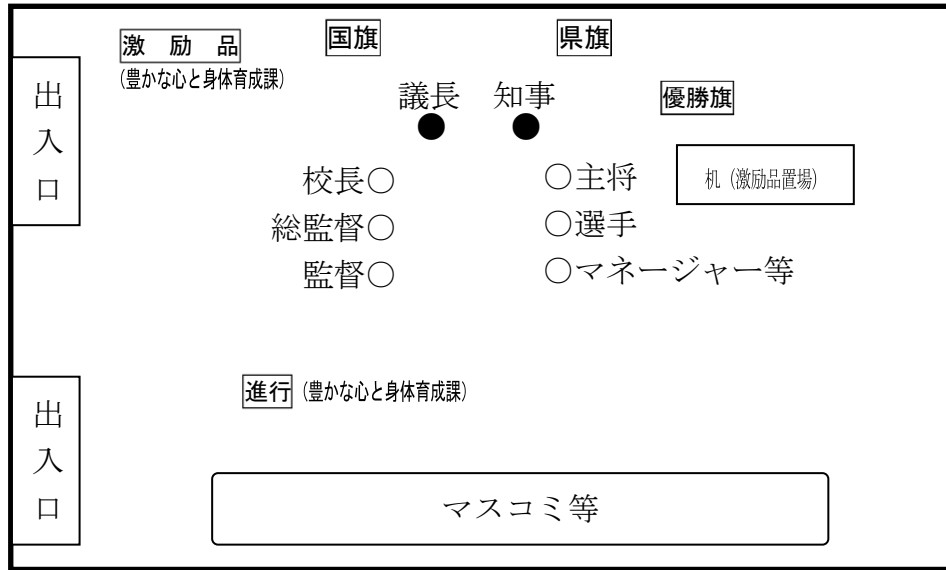 国旗
県旗
激 励 品
(豊かな心と身体育成課)
議長 知事
優勝旗
出入口
校長○ ○主将
机 (激励品置場)
総監督○ ○選手
監督○ ○マネージャー等
進行 (豊かな心と身体育成課)
出入口
マスコミ等